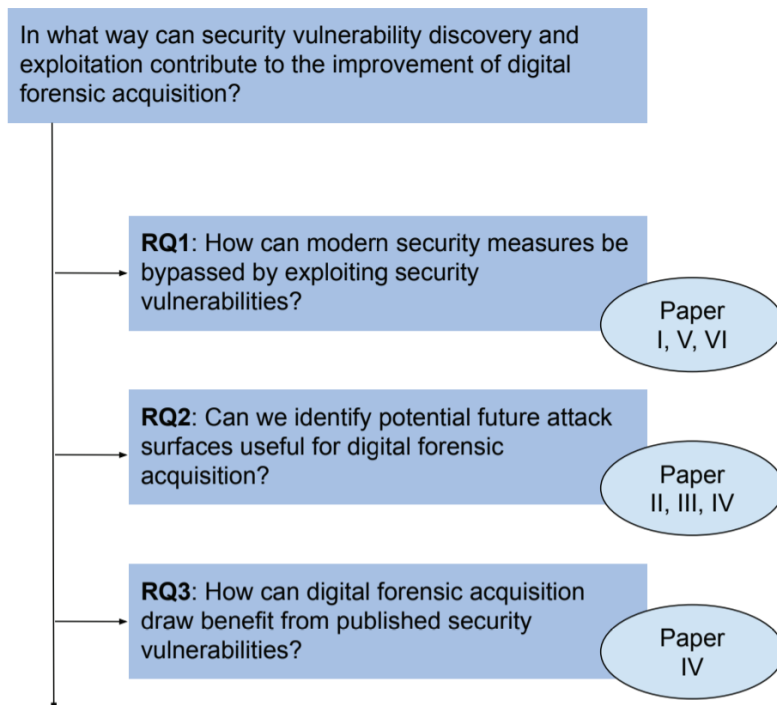 In what way can security vulnerability discovery and
exploitation contribute to the improvement of digital
forensic acquisition?
RQ1: How can modern security measures be
bypassed by exploiting security
vulnerabilities?
Paper
I, V, VI
RQ2: Can we identify potential future attack
surfaces useful for digital forensic
acquisition?
Paper
II, III, IV
RQ3: How can digital forensic acquisition
draw benefit from published security
vulnerabilities?
Paper
IV